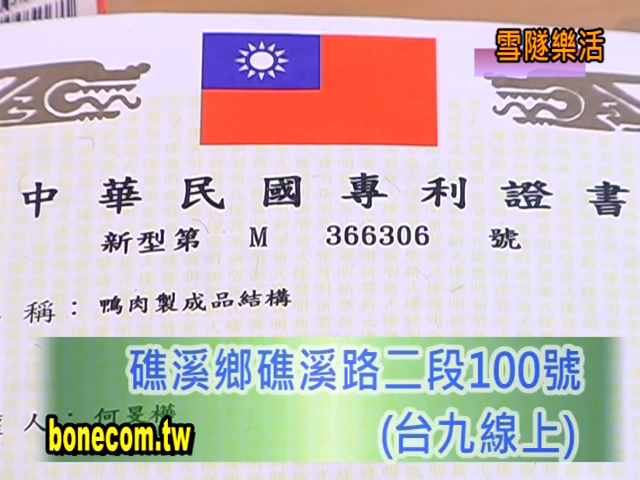 雪隧樂活
中華民國專利證書
新型第 M 366306 號
稱：鴨肉製成品結構
礁溪鄉礁溪路二段100號
人：何
bonecom.tw
(台九線上)